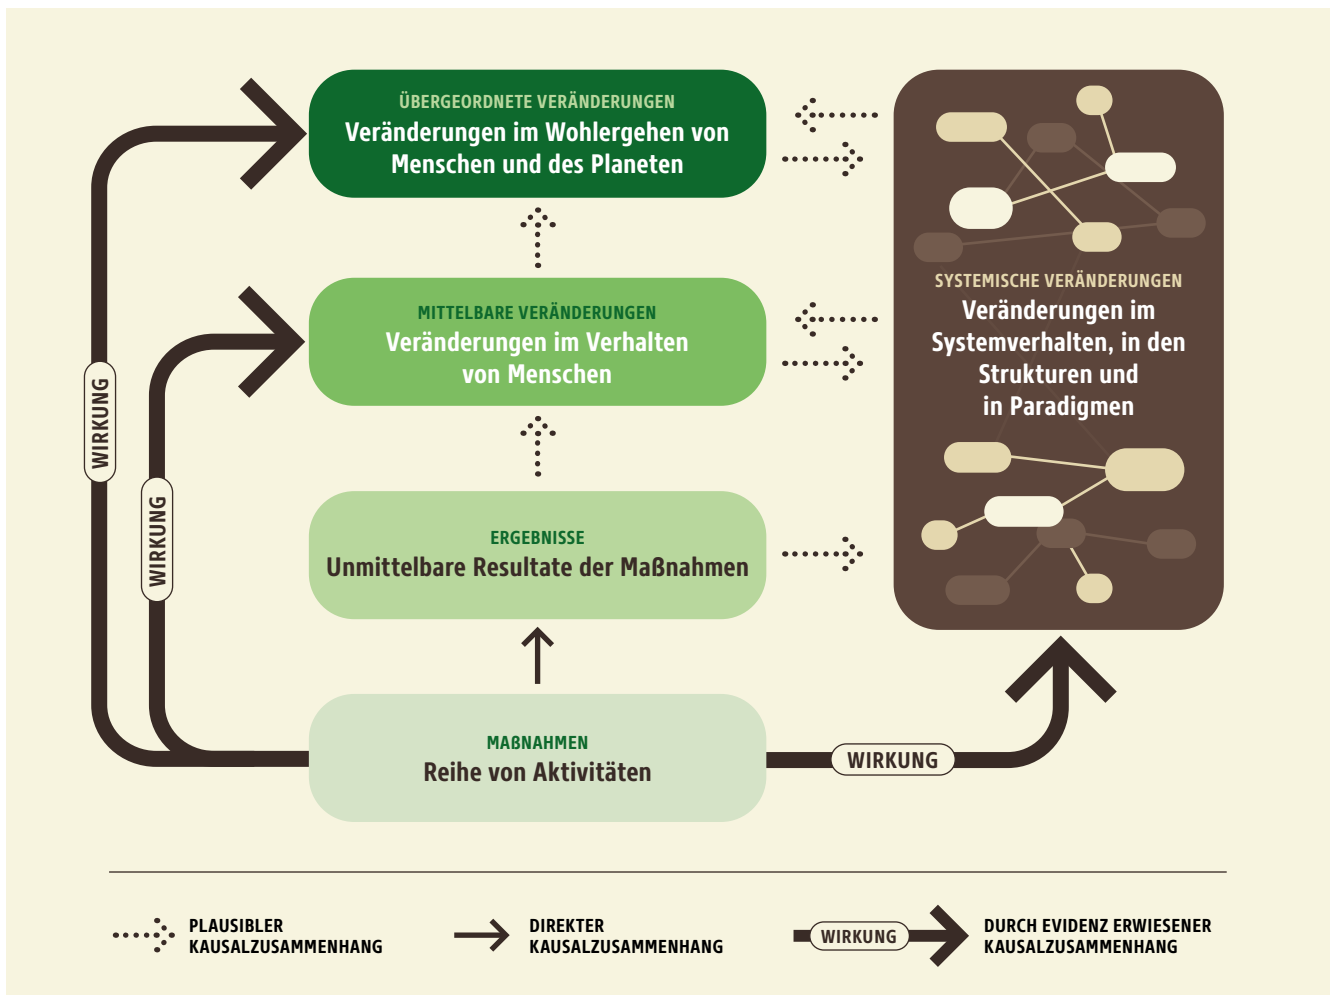 ÜBERGEORDNETE VERÄNDERUNGEN
Veränderungen im Wohlergehen von
Menschen und des Planeten
MITTELBARE VERÄNDERUNGEN
Veränderungen im Verhalten
von Menschen
ERGEBNISSE
Unmittelbare Resultate der Maßnahmen
MAßNAHMEN
Reihe von Aktivitäten
SYSTEMISCHE VERÄNDERUNGEN
Veränderungen im
Systemverhalten, in den
Strukturen und
in Paradigmen
WIRKUNG
WIRKUNG
WIRKUNG
PLAUSIBLER
KAUSALZUSAMMENHANG
DIREKTER
KAUSALZUSAMMENHANG
WIRKUNG
DURCH EVIDENZ ERWIESENER
KAUSALZUSAMMENHANG